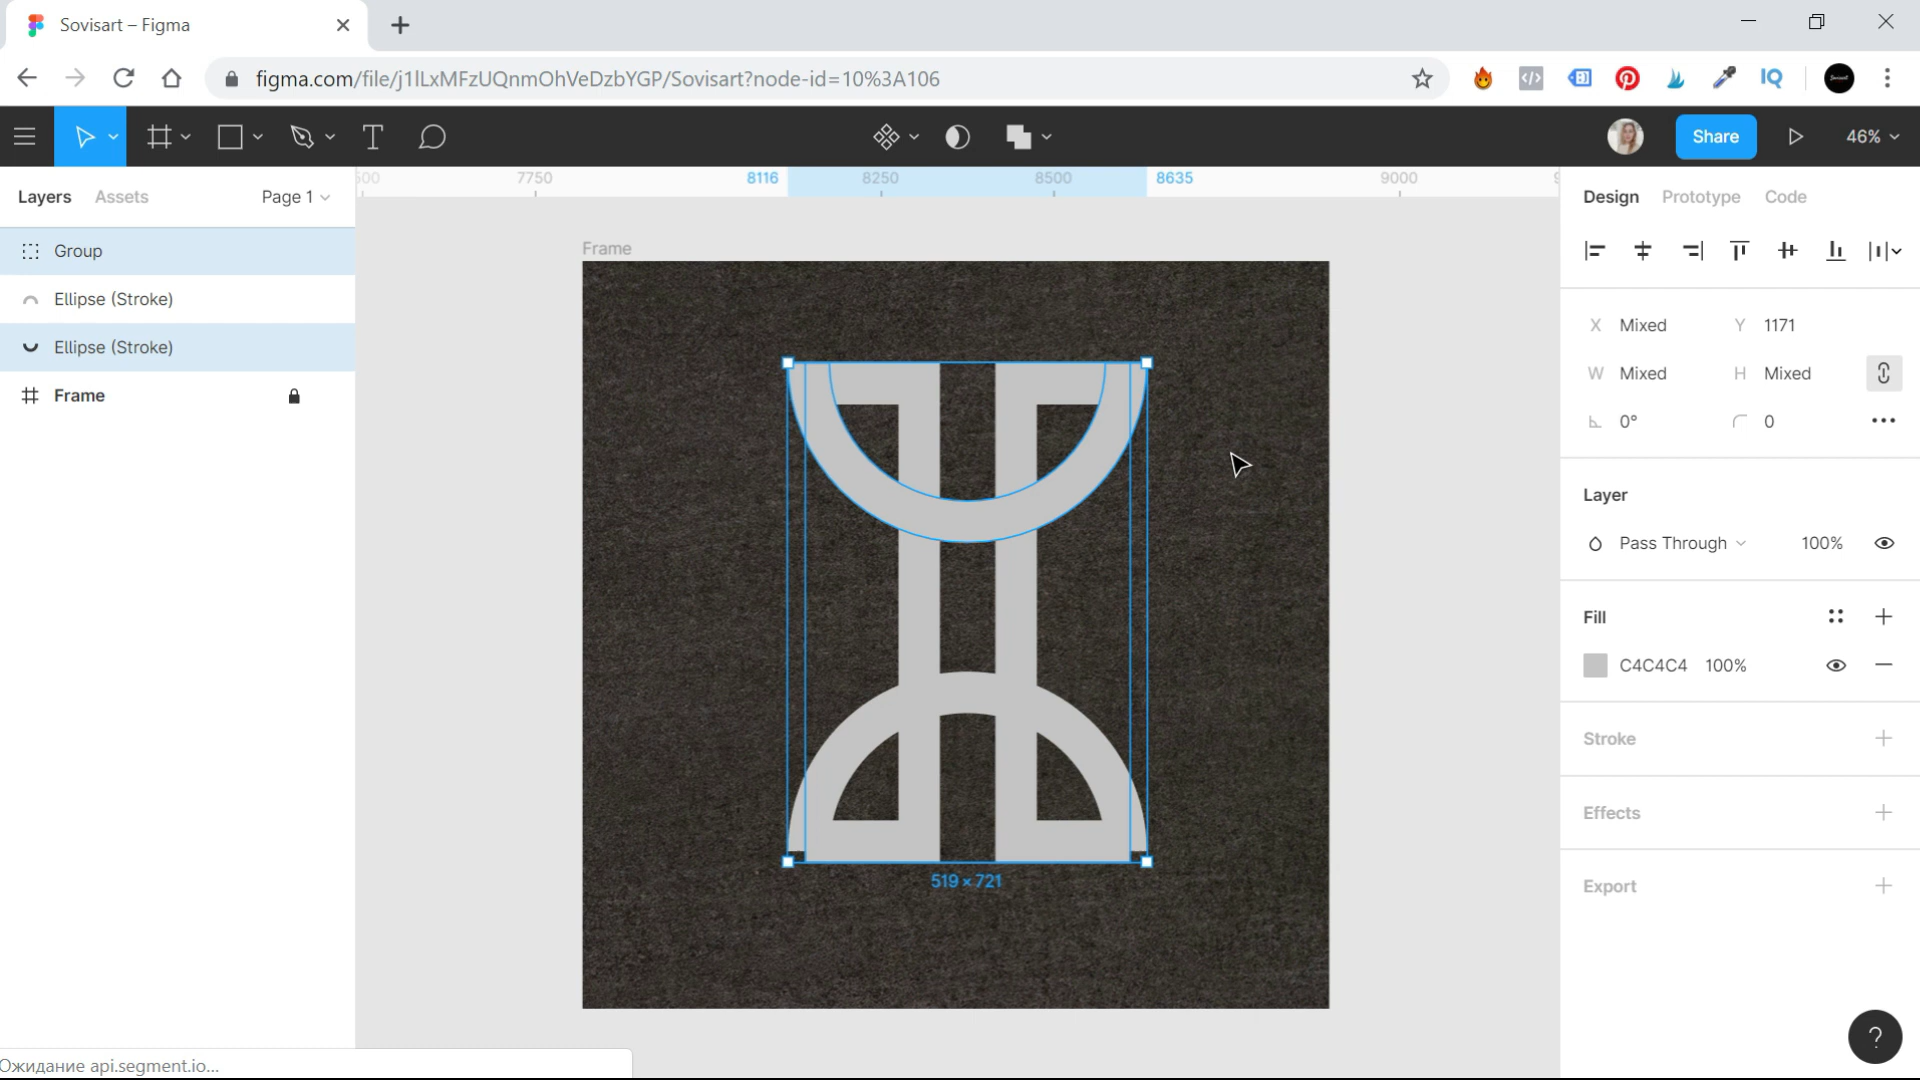 Sovisart – Figma
figma.com/file/j1lLxMFzUQnmOhVeDzbYGP/Sovisart?node-id=10%3A106
Share
46%
Layers
Assets
Page 1
7750
8116
8250
8500
8635
9000
Design
Prototype
Code
Group
Ellipse (Stroke)
Ellipse (Stroke)
Frame
Frame
519 × 721
X Mixed
Y 1171
W Mixed
H Mixed
0°
0
Layer
Pass Through
100%
Fill
C4C4C4 100%
Stroke
Effects
Export
?
Ожидание api.segment.io...